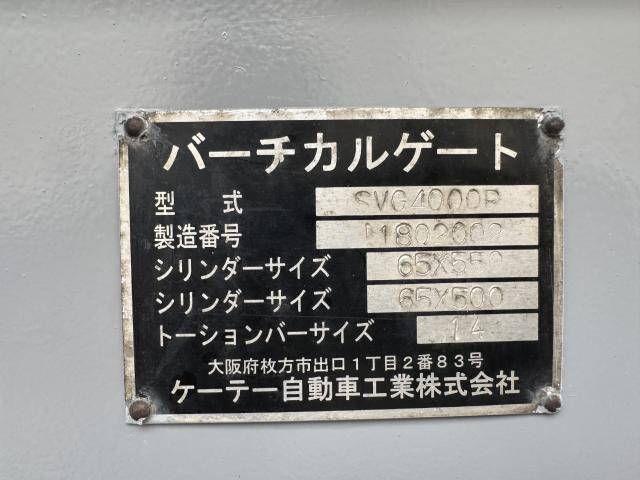 バーチカルゲート
型 式 SVG4000R
製造番号
シリンダーサイズ 65X550
シリンダーサイズ 65X500
トーションバーサイズ 14
大阪府枚方市出口1丁目2番83号
ケーテー自動車工業株式会社